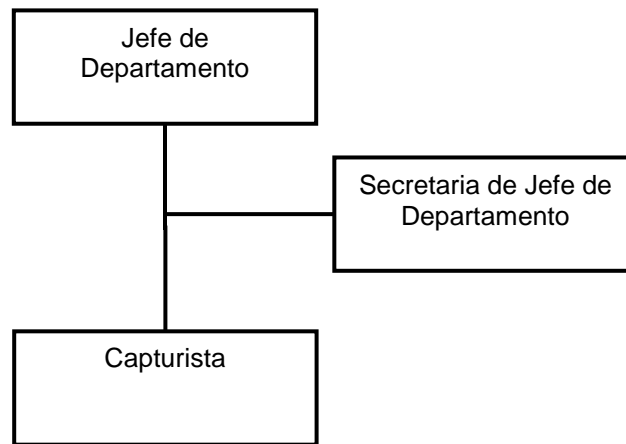 Jefe de
Departamento
Secretaria de Jefe de
Departamento
Capturista